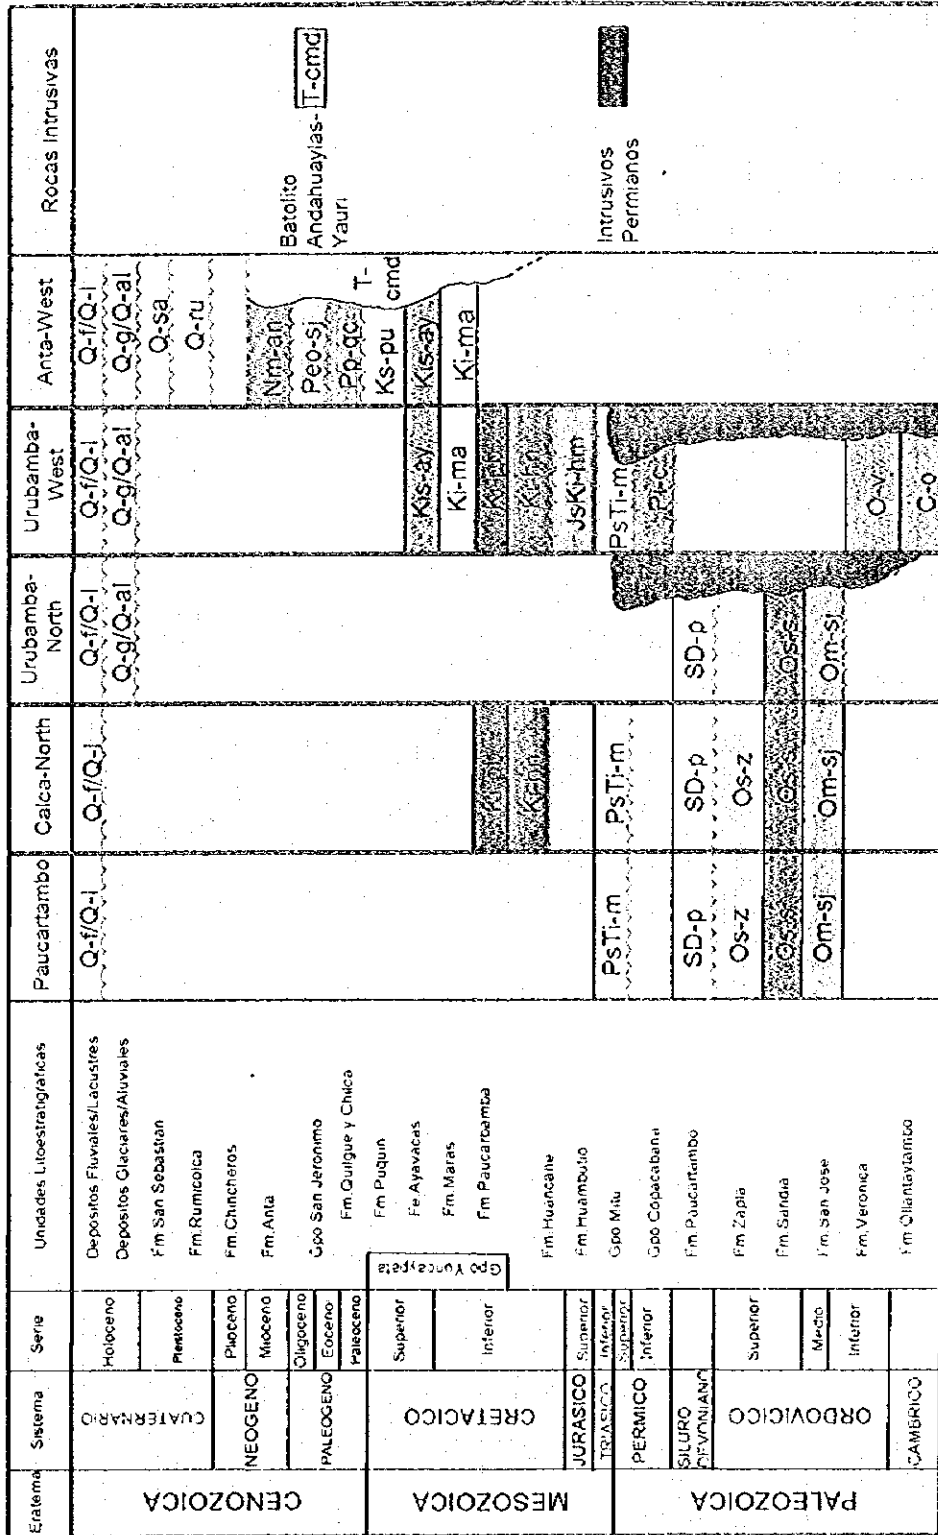 Eratema Sistema Serie Unidades Litoestratigraficas Paucartambo Calca-North Urubamba-North Urubamba-West Anta-West Rocas Intrusivas
CENOZOICA
MESOZOICA
PALEOZOICA
CUATERNARIO
NEOGENO
PALEOGENO
CRETACICO
JURASICO
TRIASICO
PERMICO
SILURO DEVONIANO
ORDOVICICO
CAMBRICO
Holoceno
Pleistoceno
Plioceno
Mioceno
Oligoceno
Eoceno
Paleoceno
Superior
Inferior
Superior
Inferior
Superior
Inferior
Superior
Medio
Inferior
Gpo Yuncaypata
Depositos Fluviales/Lacustres
Depositos Glaciares/Aluviales
Fm San Sebastian
Fm.Rumicolca
Fm.Chincheros
Fm.Anta
Gpo San Jeronimo
Fm.Quilque y Chilca
Fm Puquin
Fe Ayavacas
Fm.Maras
Fm Paucarbamba
Fm.Huancane
Fm.Huambutio
Gpo Mitu
Gpo Copacabana
Fm.Paucartambo
Fm Zapla
Fm.Sandia
Fm.San Jose
Fm.Veronica
Fm Ollantaytambo
Q-f/Q-l
PsTi-m
SD-p
Os-z
Os-s
Om-sj
Q-f/Q-l
PsTi-m
SD-p
Os-z
Os-s
Om-sj
Q-f/Q-l
Q-g/Q-al
SD-p
Os-s
Om-sj
Q-f/Q-l
Q-g/Q-al
Kis-ay
Ki-ma
Ki-hn
JsKi-hm
PsTi-m
Pi-c
O-v
C-o
Q-f/Q-l
Q-g/Q-al
Q-sa
Q-ru
Nm-an
Peo-sj
Pp-qc
Ks-pu
Kis-ay
Ki-ma
T-cmd
Batolito
Andahuaylas-
Yauri
T-cmd
Intrusivos
Permianos